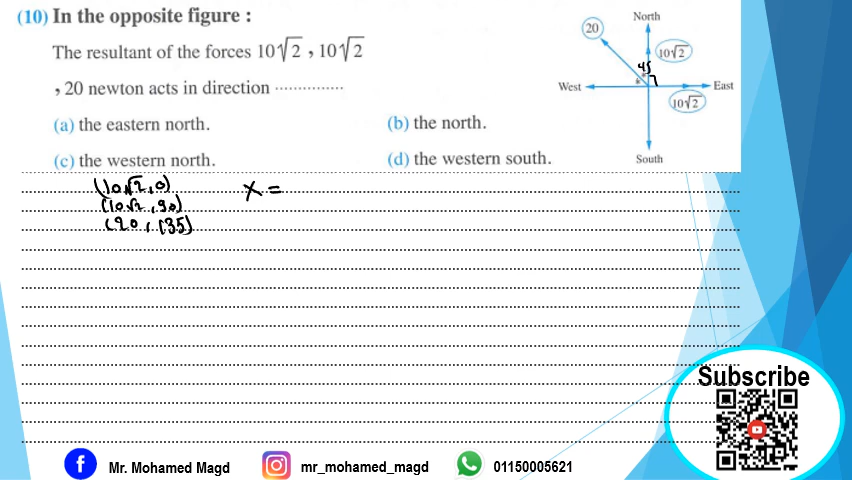 (10) In the opposite figure :
The resultant of the forces 10√2 , 10√2
, 20 newton acts in direction ...............
(a) the eastern north.
(b) the north.
(c) the western north.
(d) the western south.
North
20
10√2
45
West
East
10√2
South
(10√2, 0)
(10√2, 90)
(20, 135)
X =
Subscribe
Mr. Mohamed Magd
mr_mohamed_magd
01150005621